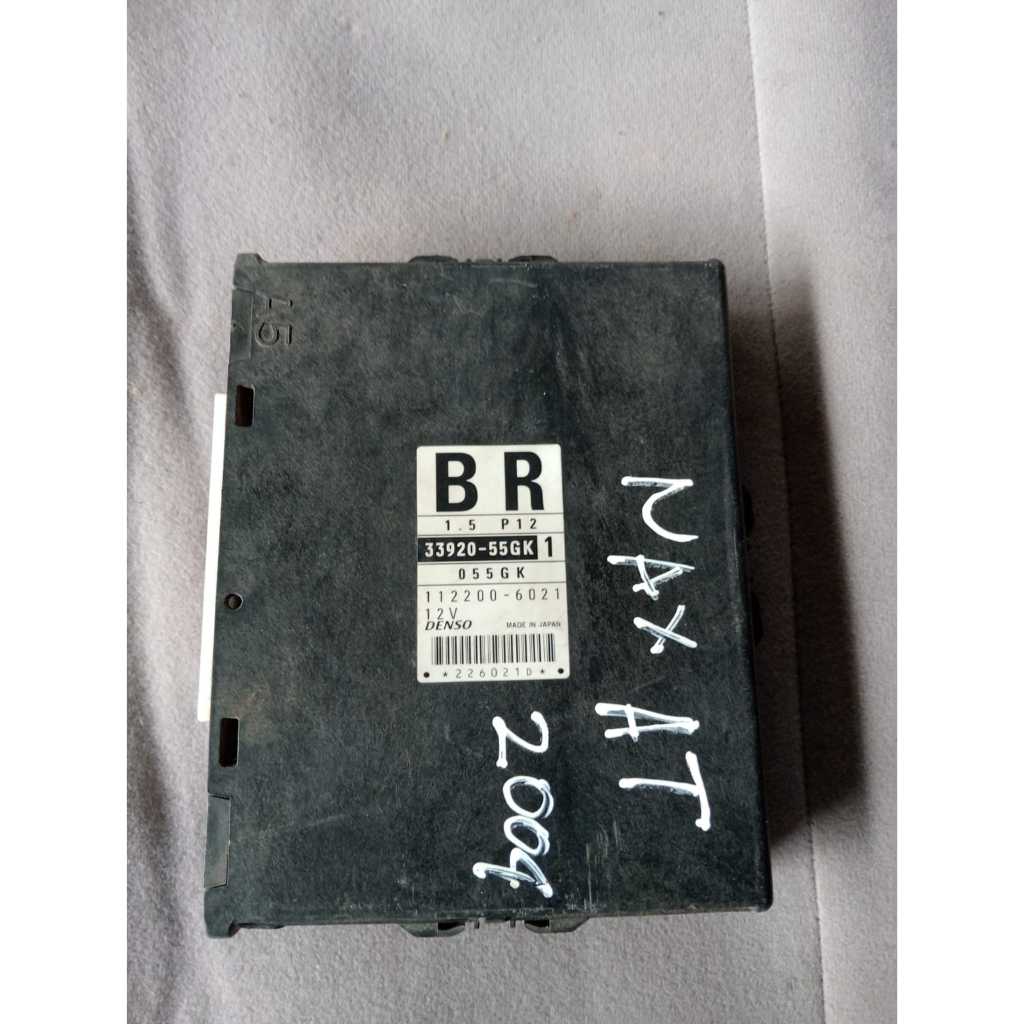 15
BR
1.5 P12
33920-55GK 1
055GK
112200-6021
12V
DENSO MADE IN JAPAN
*226021D*
NAX AT
2004